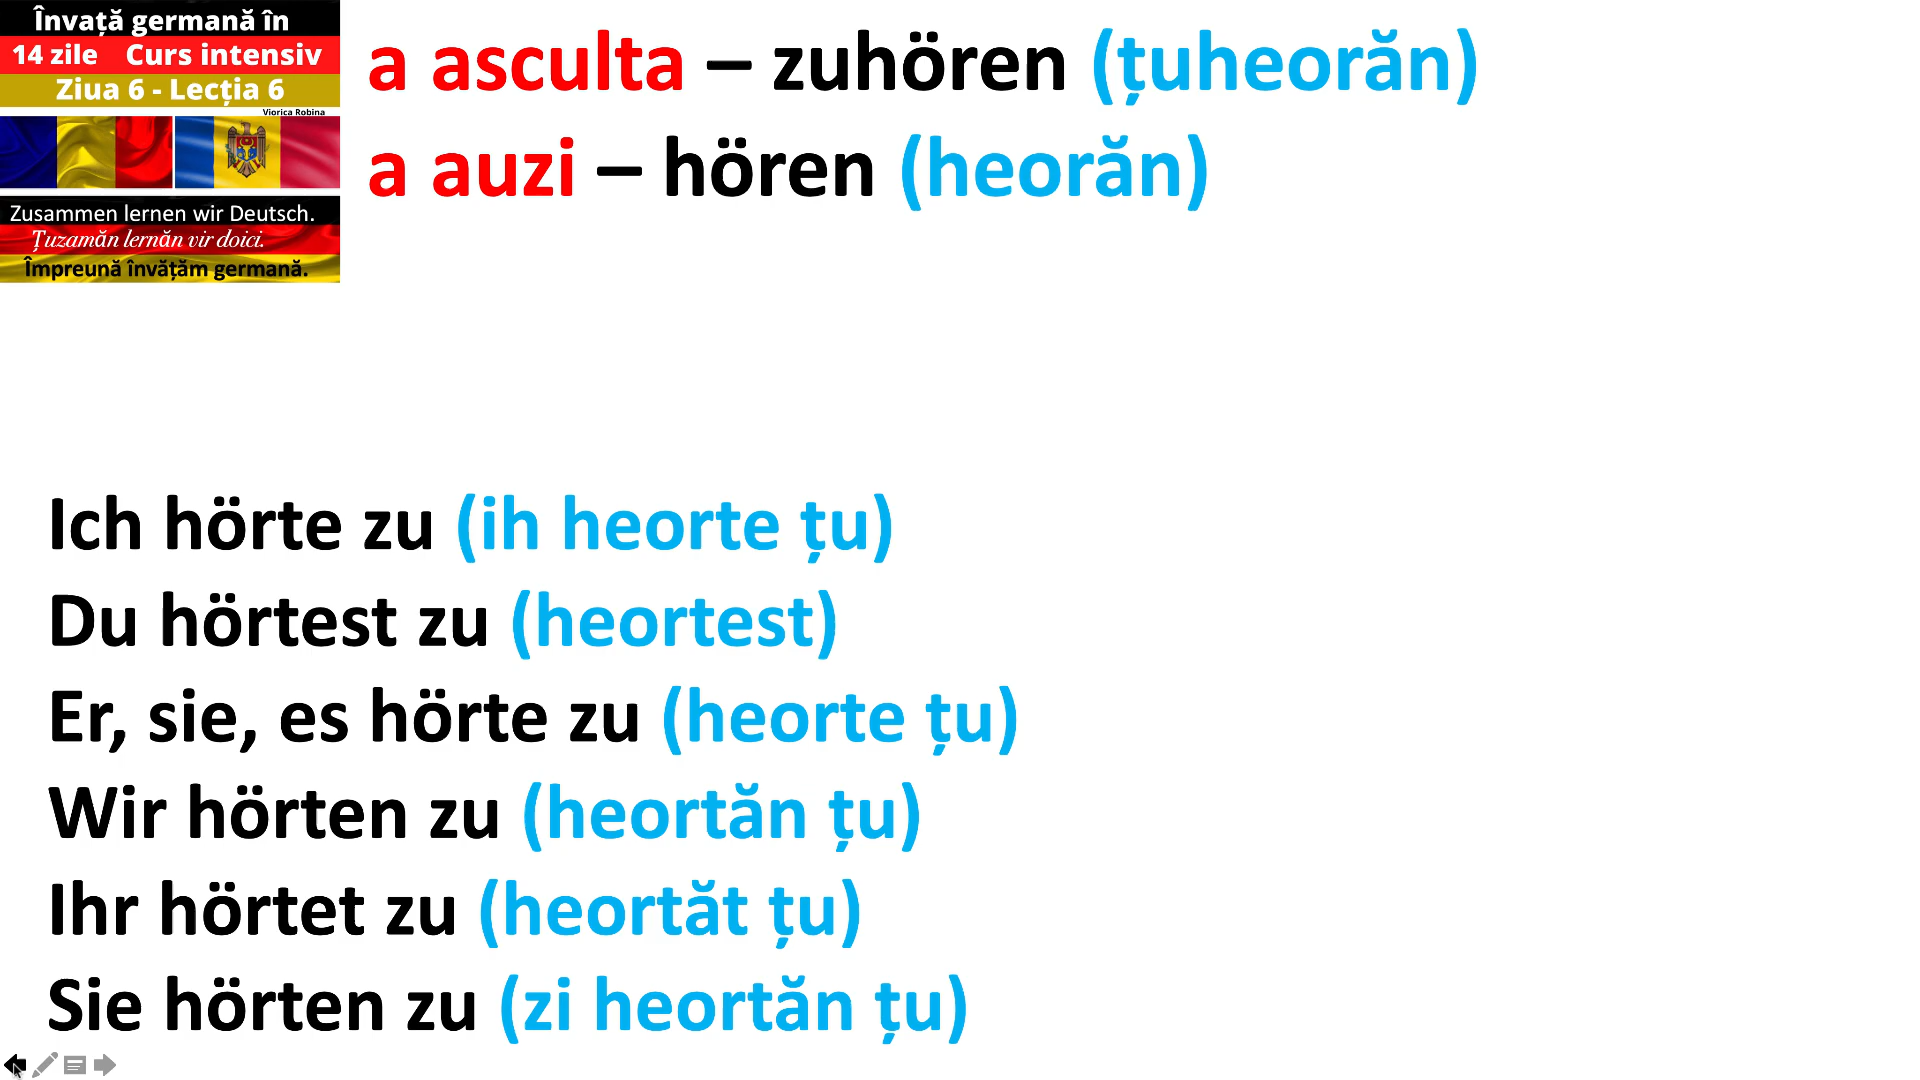 Învață germană în
14 zile Curs intensiv
Ziua 6 - Lecția 6
Viorica Robina
Zusammen lernen wir Deutsch.
Țuzamăn lernăn vir doici.
Împreună învățăm germană.
a asculta – zuhören (țuheorăn)
a auzi – hören (heorăn)
Ich hörte zu (ih heorte țu)
Du hörtest zu (heortest)
Er, sie, es hörte zu (heorte țu)
Wir hörten zu (heortăn țu)
Ihr hörtet zu (heortăt țu)
Sie hörten zu (zi heortăn țu)